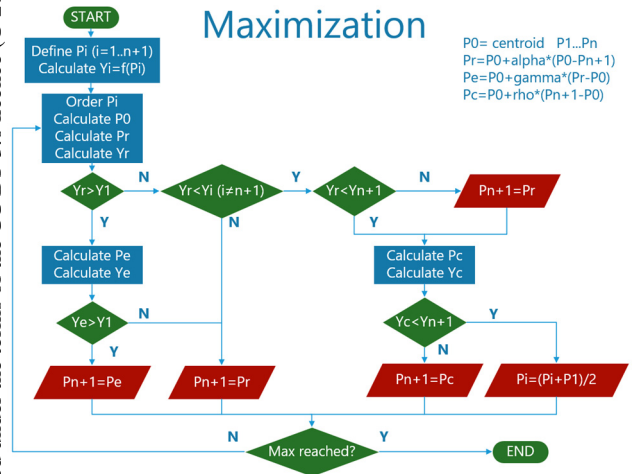 START
Maximization
Define Pi (i=1..n+1)
Calculate Yi=f(Pi)
P0= centroid P1...Pn
Pr=P0+alpha*(P0-Pn+1)
Pe=P0+gamma*(Pr-P0)
Pc=P0+rho*(Pn+1-P0)
Order Pi
Calculate P0
Calculate Pr
Calculate Yr
Yr>Y1
N
Yr<Yi (i≠n+1)
Y
Yr<Yn+1
N
Pn+1=Pr
Y
N
Y
Calculate Pe
Calculate Ye
Calculate Pc
Calculate Yc
Ye>Y1
N
Yc<Yn+1
Y
Y
N
Pn+1=Pe
Pn+1=Pr
Pn+1=Pc
Pi=(Pi+P1)/2
N
Max reached?
Y
END